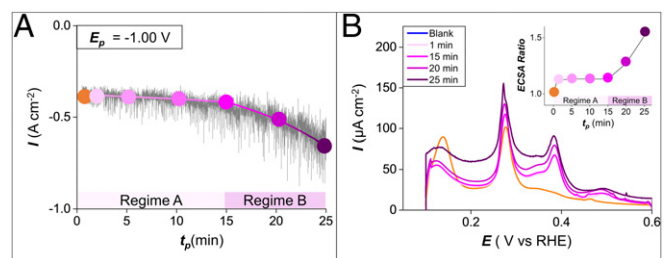 A
E_p = -1.00 V
0.0
-0.5
-1.0
I (A cm⁻²)
Regime A
Regime B
0
5
10
15
20
25
t_p(min)
B
Blank
1 min
15 min
20 min
25 min
200
150
100
50
0
I (μA cm⁻²)
0.2
0.4
0.6
E ( V vs RHE)
1.5
1.0
ECSA Ratio
Regime A
Regime B
0
5
10
15
20
25
t_p (min)